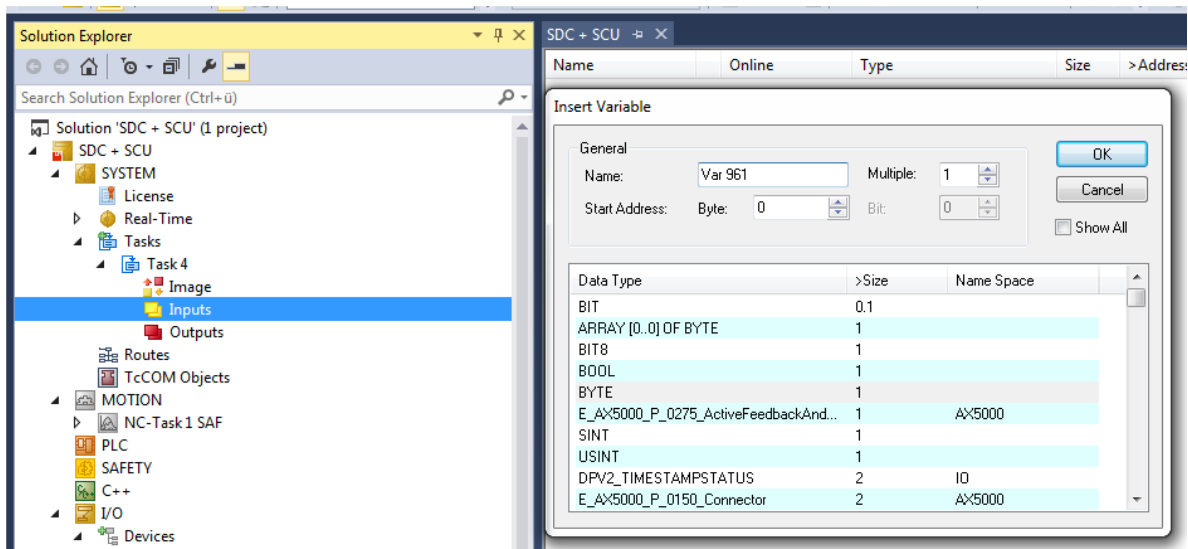 Solution Explorer
Search Solution Explorer (Ctrl+ü)
Solution 'SDC + SCU' (1 project)
SDC + SCU
SYSTEM
License
Real-Time
Tasks
Task 4
Image
Inputs
Outputs
Routes
TcCOM Objects
MOTION
NC-Task 1 SAF
PLC
SAFETY
C++
I/O
Devices
SDC + SCU
Name Online Type Size >Address
Insert Variable
General
Name: Var 961 Multiple: 1 OK
Start Address: Byte: 0 Bit: 0 Cancel
Show All
Data Type >Size Name Space
BIT 0.1
ARRAY [0..0] OF BYTE 1
BIT8 1
BOOL 1
BYTE 1
E_AX5000_P_0275_ActiveFeedbackAnd... 1 AX5000
SINT 1
USINT 1
DPV2_TIMESTAMPSTATUS 2 IO
E_AX5000_P_0150_Connector 2 AX5000